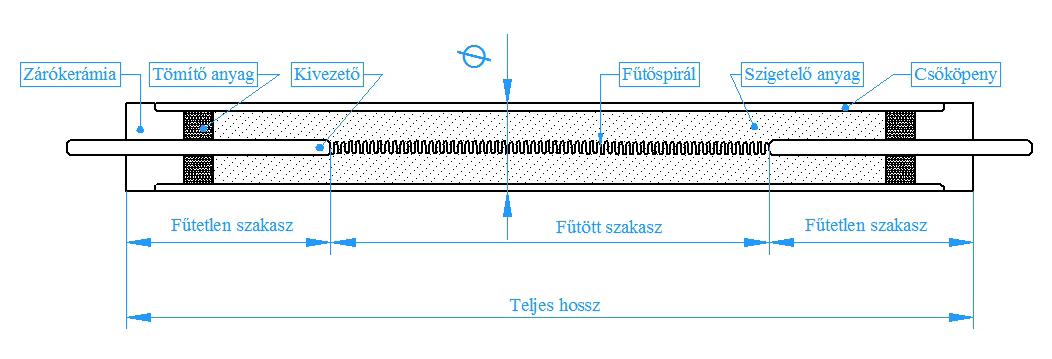 Zárókerámia
Tömítő anyag
Kivezető
Fűtőspirál
Szigetelő anyag
Csőköpeny
Fűtetlen szakasz
Fűtött szakasz
Fűtetlen szakasz
Teljes hossz